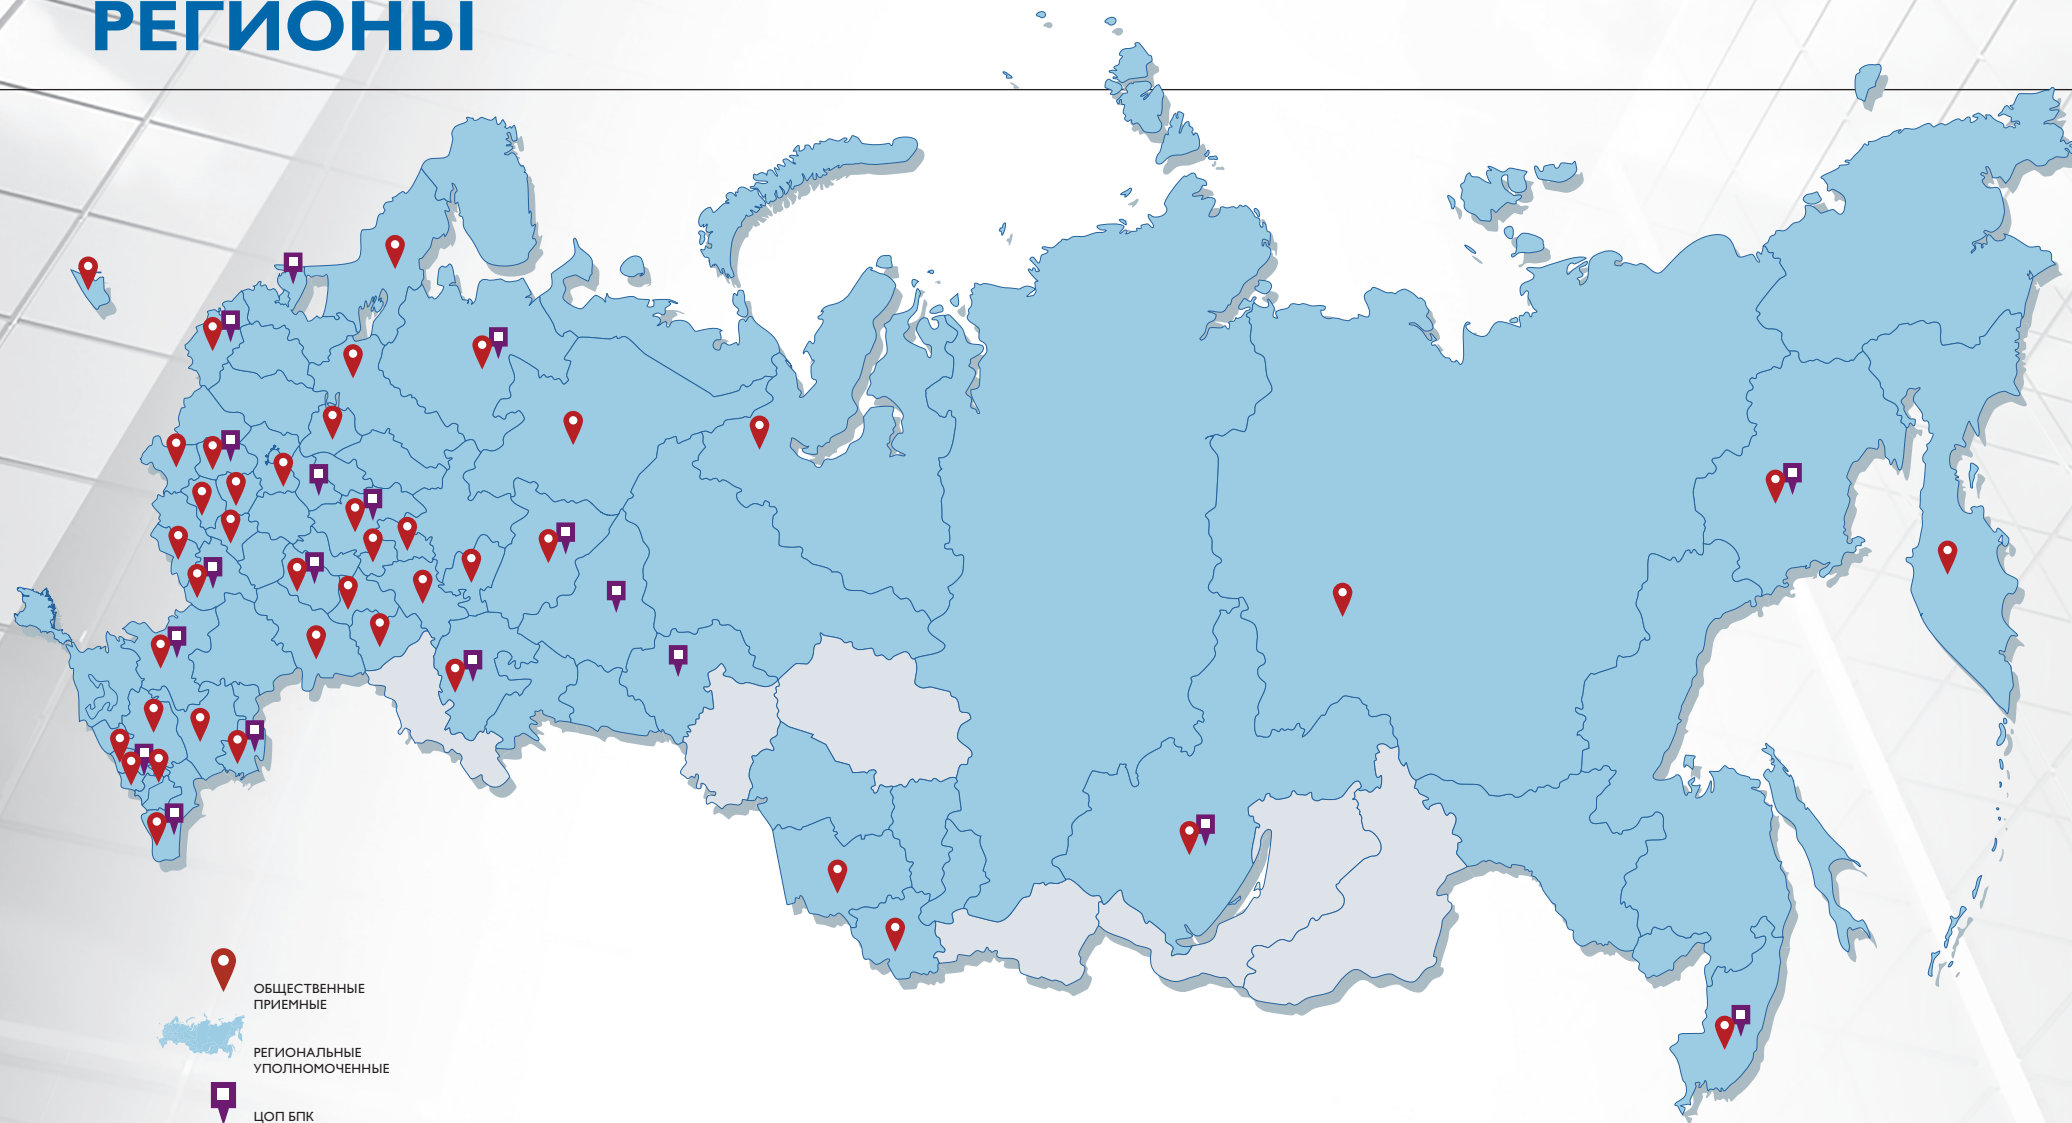 РЕГИОНЫ
ОБЩЕСТВЕННЫЕ
ПРИЕМНЫЕ
РЕГИОНАЛЬНЫЕ
УПОЛНОМОЧЕННЫЕ
ЦОП БПК